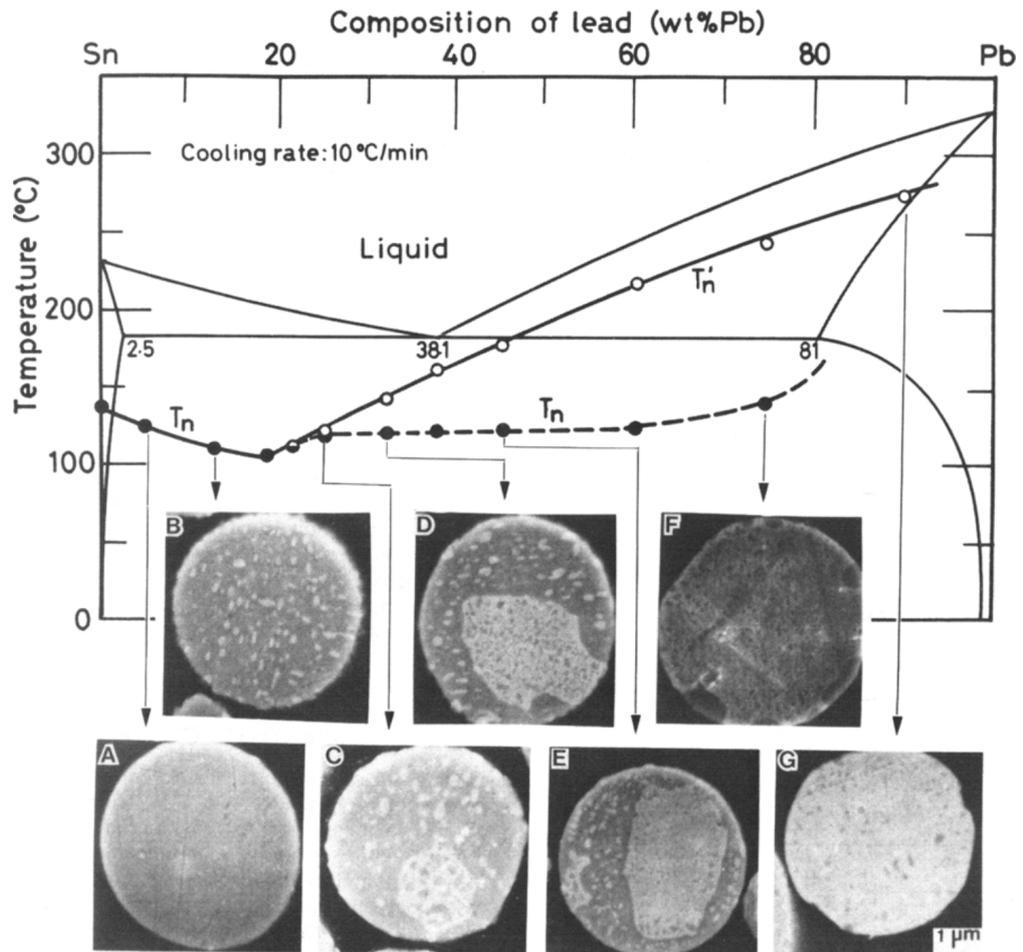 Composition of lead (wt%Pb)
Sn 20 40 60 80 Pb
300
Cooling rate: 10 °C/min
Temperature (°C)
Liquid
Tn'
200
2·5 38·1 81
Tn Tn
100
B D F
0
A C E G
1 μm